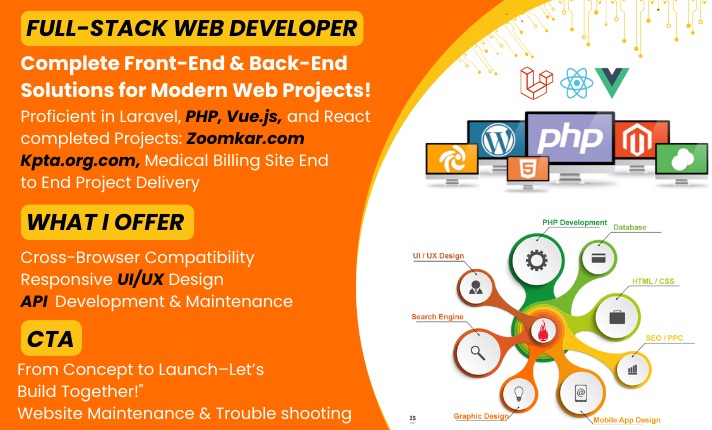 FULL-STACK WEB DEVELOPER
Complete Front-End & Back-End
Solutions for Modern Web Projects!
Proficient in Laravel, PHP, Vue.js, and React
completed Projects: Zoomkar.com
Kpta.org.com, Medical Billing Site End
to End Project Delivery
WHAT I OFFER
Cross-Browser Compatibility
Responsive UI/UX Design
API Development & Maintenance
CTA
From Concept to Launch–Let's
Build Together!"
Website Maintenance & Trouble shooting
php
5
PHP Development
Database
UI / UX Design
HTML / CSS
Search Engine
SEO / PPC
Graphic Design
Mobile App Design